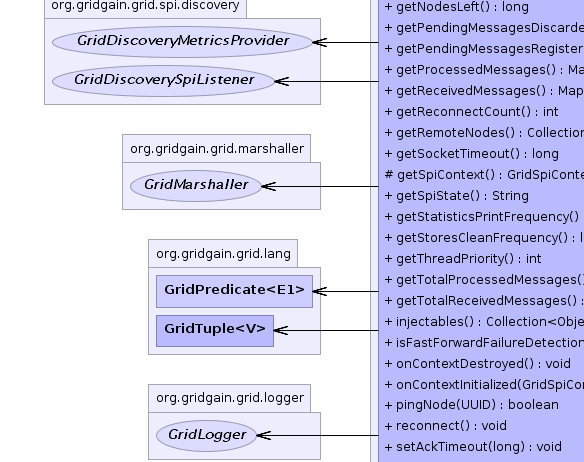 org.gridgain.grid.spi.discovery
GridDiscoveryMetricsProvider
GridDiscoverySpiListener
org.gridgain.grid.marshaller
GridMarshaller
org.gridgain.grid.lang
GridPredicate<E1>
GridTuple<V>
org.gridgain.grid.logger
GridLogger
+ getNodesLeft() : long
+ getPendingMessagesDiscarde
+ getPendingMessagesRegister
+ getProcessedMessages() : Ma
+ getReceivedMessages() : Map
+ getReconnectCount() : int
+ getRemoteNodes() : Collection
+ getSocketTimeout() : long
# getSpiContext() : GridSpiConte
+ getSpiState() : String
+ getStatisticsPrintFrequency()
+ getStoresCleanFrequency() : l
+ getThreadPriority() : int
+ getTotalProcessedMessages()
+ getTotalReceivedMessages() :
+ injectables() : Collection<Obje
+ isFastForwardFailureDetection
+ onContextDestroyed() : void
+ onContextInitialized(GridSpiCo
+ pingNode(UUID) : boolean
+ reconnect() : void
+ setAckTimeout(long) : void